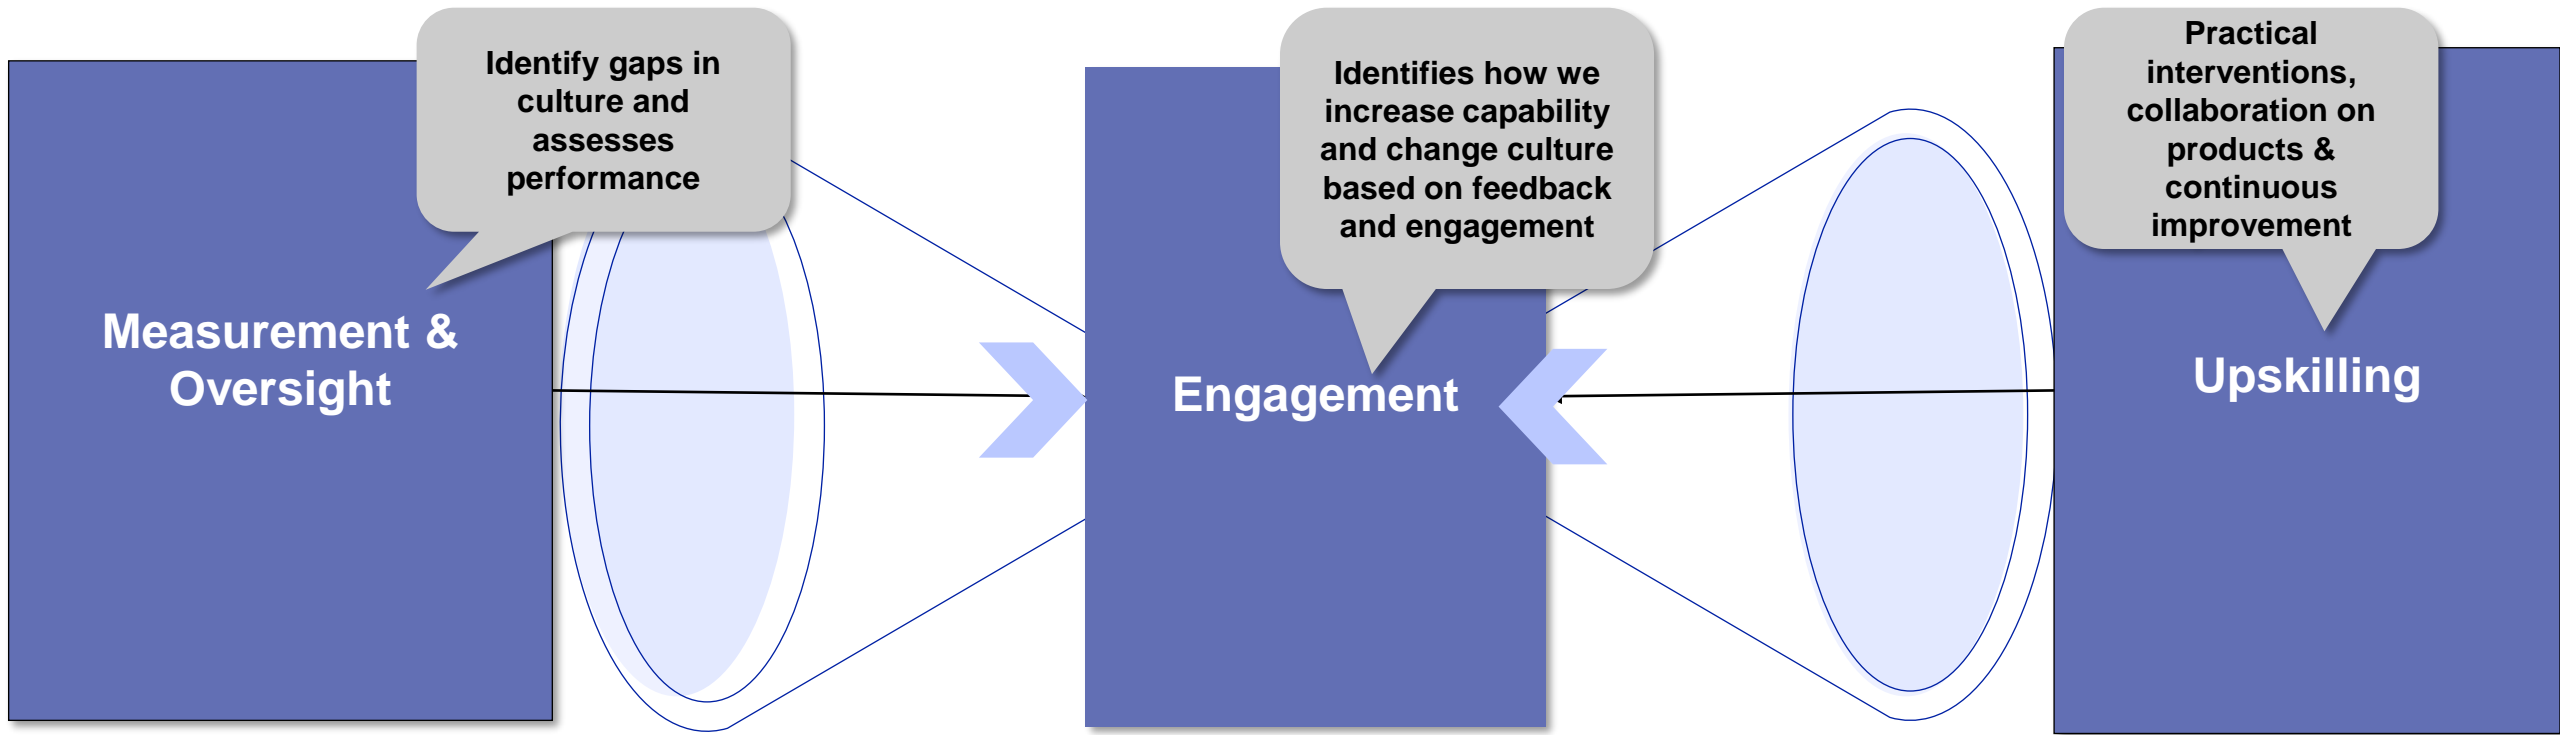 Identify gaps in
culture and
assesses
performance
Measurement &
Oversight
Identifies how we
increase capability
and change culture
based on feedback
and engagement
Engagement
Practical
interventions,
collaboration on
products &
continuous
improvement
Upskilling